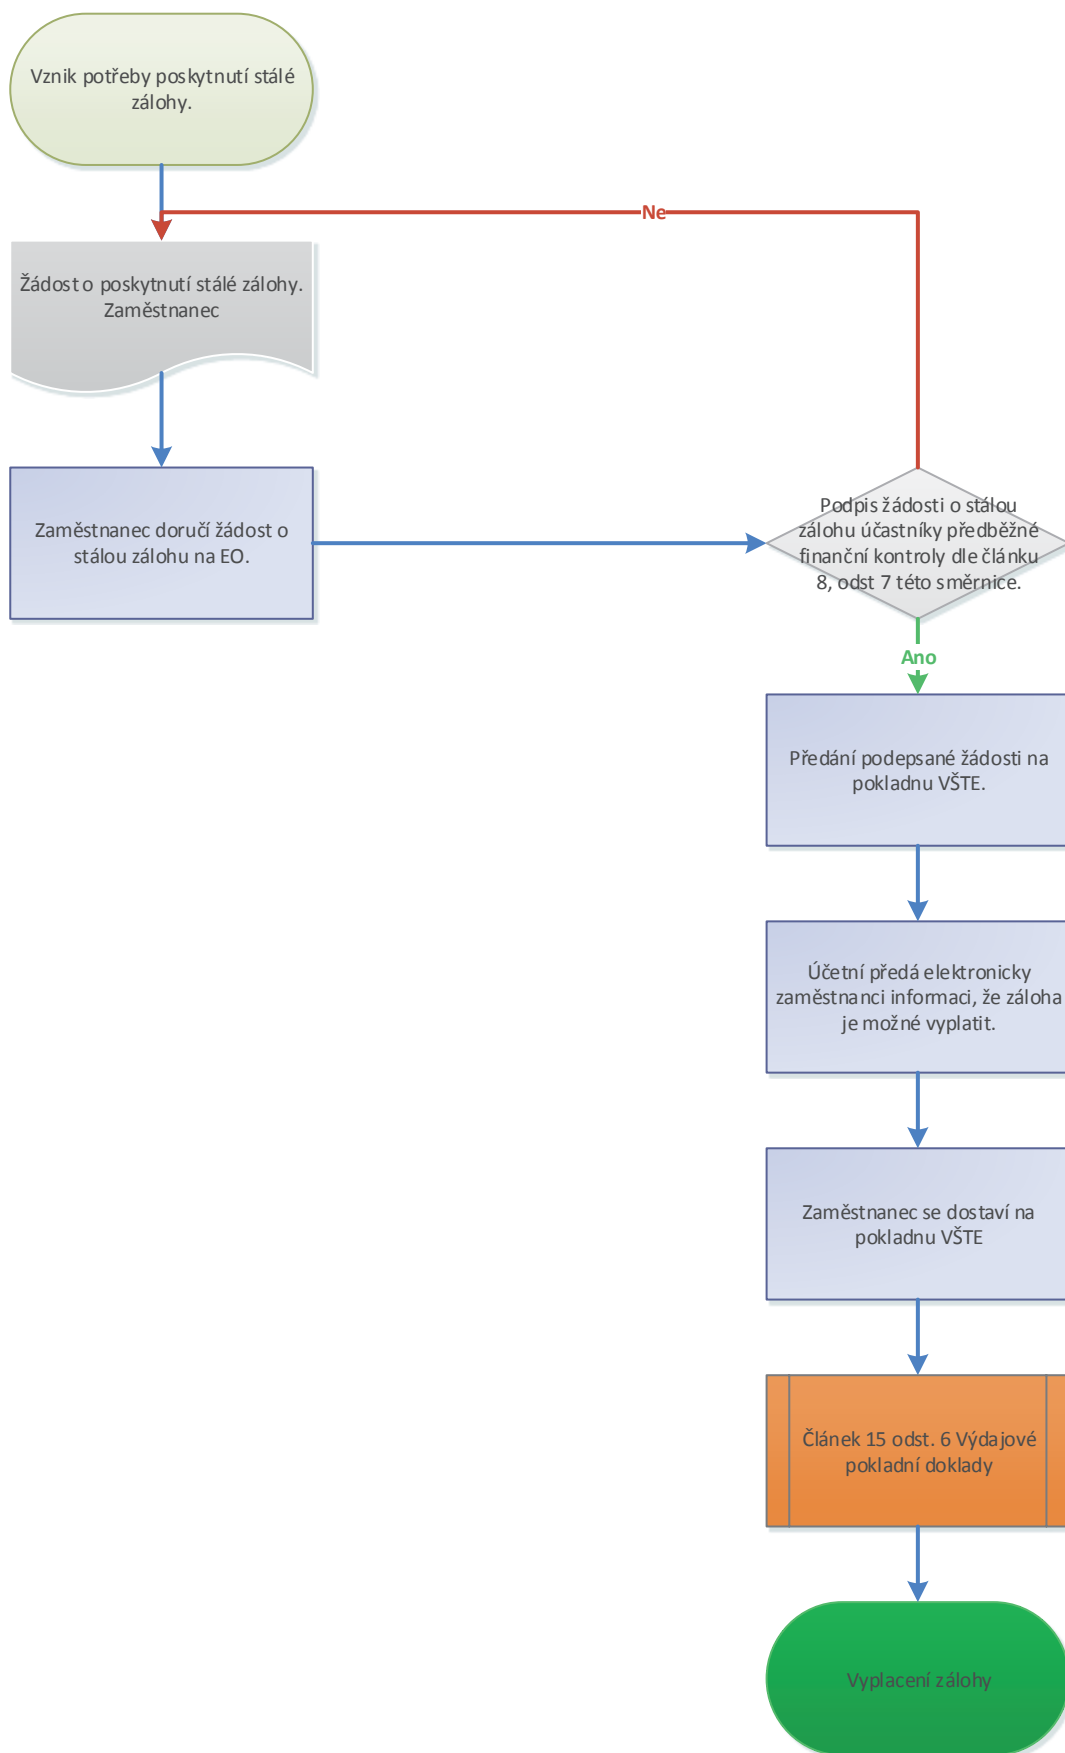 Vznik potřeby poskytnutí stálé
zálohy.
Ne
Žádost o poskytnutí stálé zálohy.
Zaměstnanec
Zaměstnanec doručí žádost o
stálou zálohu na EO.
Podpis žádosti o stálou
zálohu účastníky předběžné
finanční kontroly dle článku
8, odst 7 této směrnice.
Ano
Předání podepsané žádosti na
pokladnu VŠTE.
Účetní předá elektronicky
zaměstnanci informaci, že záloha
je možné vyplatit.
Zaměstnanec se dostaví na
pokladnu VŠTE
Článek 15 odst. 6 Výdajové
pokladní doklady
Vyplacení zálohy